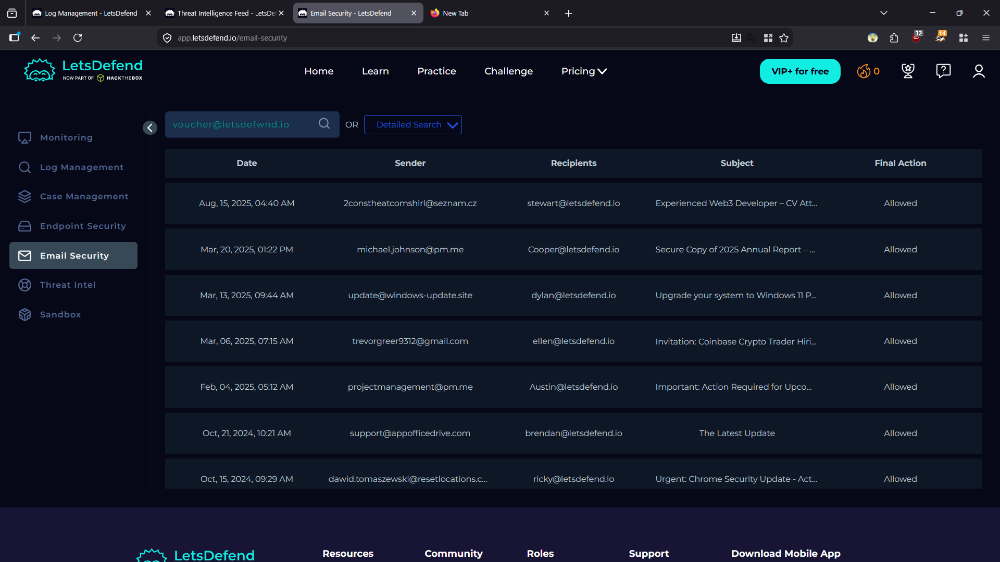 Log Management - LetsDefend
Threat Intelligence Feed - LetsDe
Email Security - LetsDefend
New Tab
app.letsdefend.io/email-security
32
14
LetsDefend
NOW PART OF HACKTHEBOX
Home
Learn
Practice
Challenge
Pricing
VIP+ for free
0
voucher@letsdefwnd.io
OR
Detailed Search
Monitoring
Log Management
Case Management
Endpoint Security
Email Security
Threat Intel
Sandbox
Date Sender Recipients Subject Final Action
Aug, 15, 2025, 04:40 AM 2constheatcomshirl@seznam.cz stewart@letsdefend.io Experienced Web3 Developer – CV Att... Allowed
Mar, 20, 2025, 01:22 PM michael.johnson@pm.me Cooper@letsdefend.io Secure Copy of 2025 Annual Report – ... Allowed
Mar, 13, 2025, 09:44 AM update@windows-update.site dylan@letsdefend.io Upgrade your system to Windows 11 P... Allowed
Mar, 06, 2025, 07:15 AM trevorgreer9312@gmail.com ellen@letsdefend.io Invitation: Coinbase Crypto Trader Hiri... Allowed
Feb, 04, 2025, 05:12 AM projectmanagement@pm.me Austin@letsdefend.io Important: Action Required for Upco... Allowed
Oct, 21, 2024, 10:21 AM support@appofficedrive.com brendan@letsdefend.io The Latest Update Allowed
Oct, 15, 2024, 09:29 AM dawid.tomaszewski@resetlocations.c... ricky@letsdefend.io Urgent: Chrome Security Update - Act... Allowed
LetsDefend
Resources
Community
Roles
Support
Download Mobile App